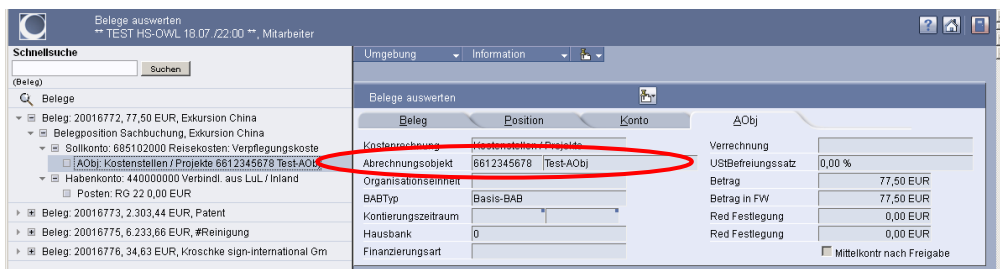 Belege auswerten
** TEST HS-OWL 18.07./22:00 **, Mitarbeiter
?
Schnellsuche
Suchen
(Beleg)
Belege
Beleg: 20016772, 77,50 EUR, Exkursion China
Belegposition Sachbuchung, Exkursion China
Sollkonto: 685102000 Reisekosten: Verpflegungskoste
AObj: Kostenstellen / Projekte 6612345678 Test-AObj
Habenkonto: 440000000 Verbindl. aus LuL / Inland
Posten: RG 22 0,00 EUR
Beleg: 20016773, 2.303,44 EUR, Patent
Beleg: 20016775, 6.233,66 EUR, #Reinigung
Beleg: 20016776, 34,63 EUR, Kroschke sign-international Gm
Umgebung Information
Belege auswerten
Beleg Position Konto AObj
Kostenrechnung Kostenstellen / Projekte Verrechnung
Abrechnungsobjekt 6612345678 Test-AObj UStBefreiungssatz 0,00 %
Organisationseinheit Betrag 77,50 EUR
BABTyp Basis-BAB Betrag in FW 77,50 EUR
Kontierungszeitraum Red Festlegung 0,00 EUR
Hausbank 0 Red Festlegung 0,00 EUR
Finanzierungsart Mittelkontr nach Freigabe